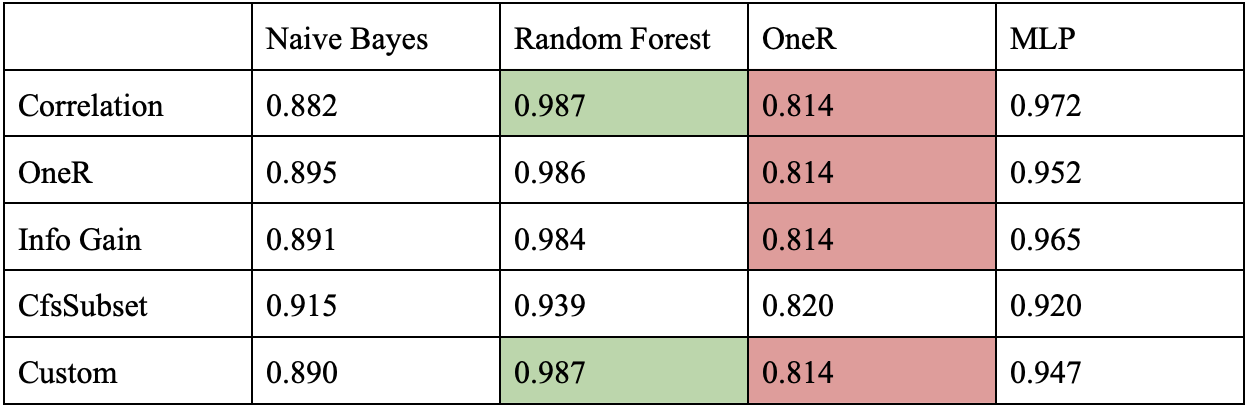 Naive Bayes Random Forest OneR MLP
Correlation 0.882 0.987 0.814 0.972
OneR 0.895 0.986 0.814 0.952
Info Gain 0.891 0.984 0.814 0.965
CfsSubset 0.915 0.939 0.820 0.920
Custom 0.890 0.987 0.814 0.947